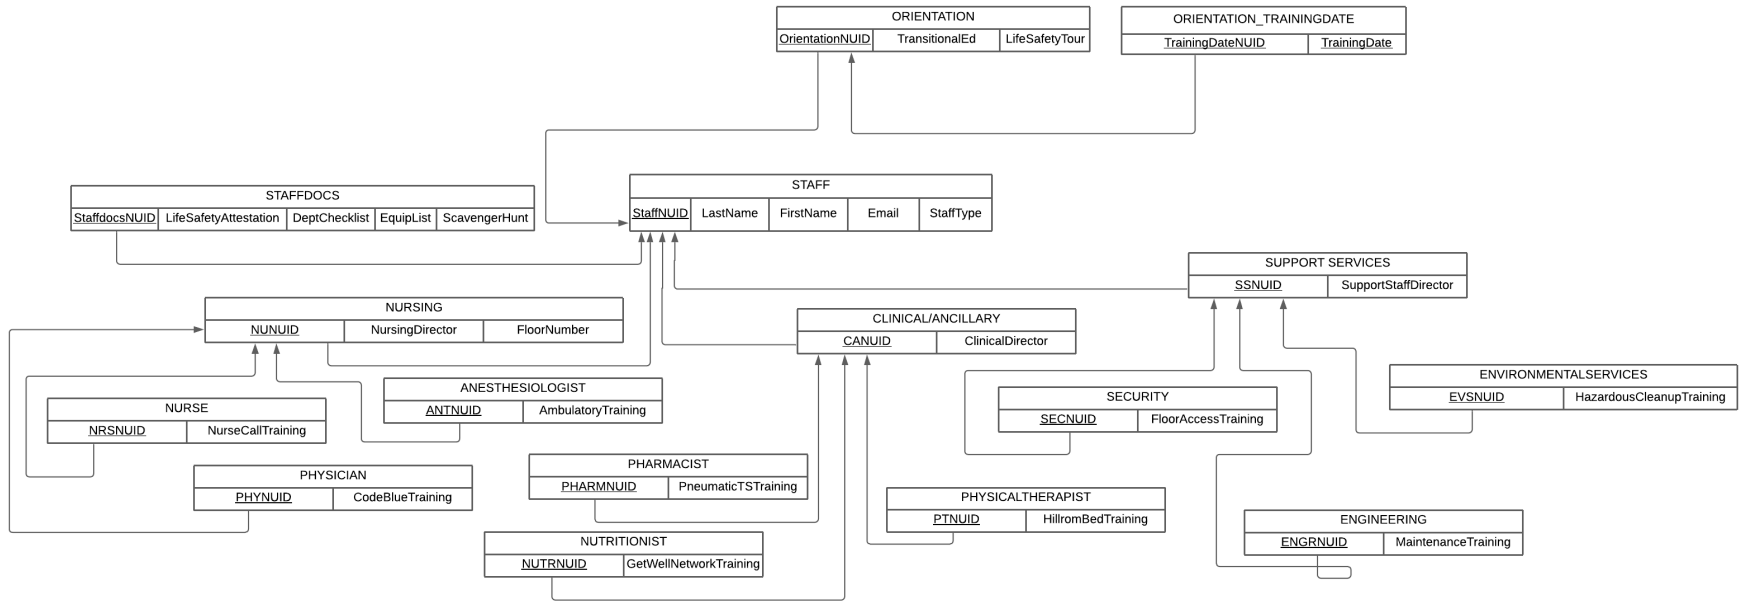 ORIENTATION
OrientationNUID TransitionalEd LifeSafetyTour
ORIENTATION_TRAININGDATE
TrainingDateNUID TrainingDate
STAFFDOCS
StaffdocsNUID LifeSafetyAttestation DeptChecklist EquipList ScavengerHunt
STAFF
StaffNUID LastName FirstName Email StaffType
SUPPORT SERVICES
SSNUID SupportStaffDirector
NURSING
NUNUID NursingDirector FloorNumber
CLINICAL/ANCILLARY
CANUID ClinicalDirector
ANESTHESIOLOGIST
ANTNUID AmbulatoryTraining
ENVIRONMENTALSERVICES
EVSNUID HazardousCleanupTraining
SECURITY
SECNUID FloorAccessTraining
NURSE
NRSNUID NurseCallTraining
PHYSICIAN
PHYNUID CodeBlueTraining
PHARMACIST
PHARMNUID PneumaticTSTraining
PHYSICALTHERAPIST
PTNUID HillromBedTraining
NUTRITIONIST
NUTRNUID GetWellNetworkTraining
ENGINEERING
ENGRNUID MaintenanceTraining